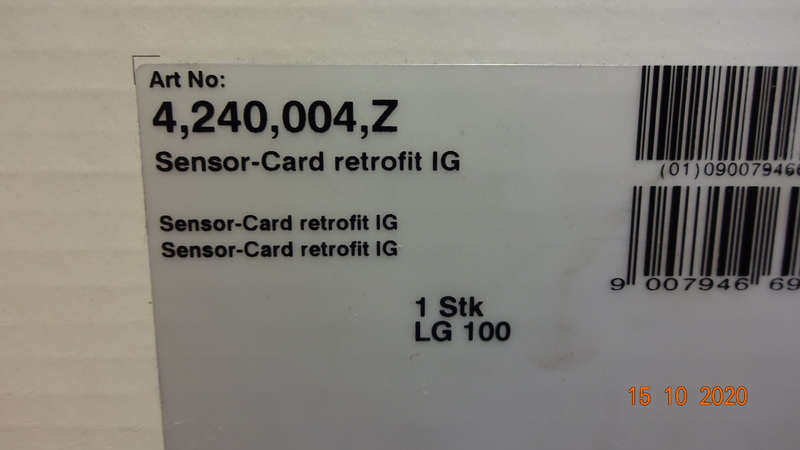 Art No:
4,240,004,Z
Sensor-Card retrofit IG
Sensor-Card retrofit IG
Sensor-Card retrofit IG
1 Stk
LG 100
(01)090079466
9 007946 69
15 10 2020